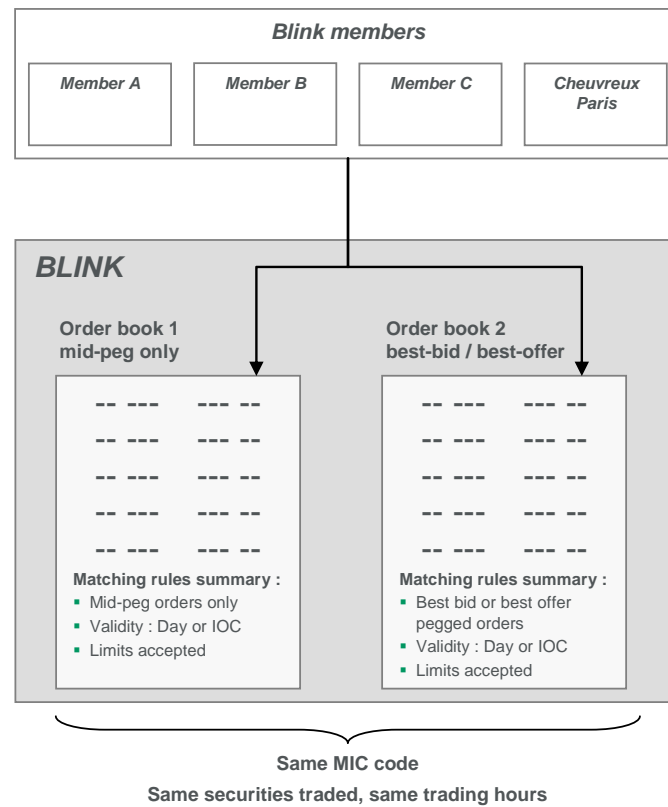 Blink members
Member A
Member B
Member C
Cheuvreux
Paris
BLINK
Order book 1
mid-peg only
-- --- --- --
-- --- --- --
-- --- --- --
-- --- --- --
-- --- --- --
Matching rules summary :
▪ Mid-peg orders only
▪ Validity : Day or IOC
▪ Limits accepted
Order book 2
best-bid / best-offer
-- --- --- --
-- --- --- --
-- --- --- --
-- --- --- --
-- --- --- --
Matching rules summary :
▪ Best bid or best offer
pegged orders
▪ Validity : Day or IOC
▪ Limits accepted
Same MIC code
Same securities traded, same trading hours